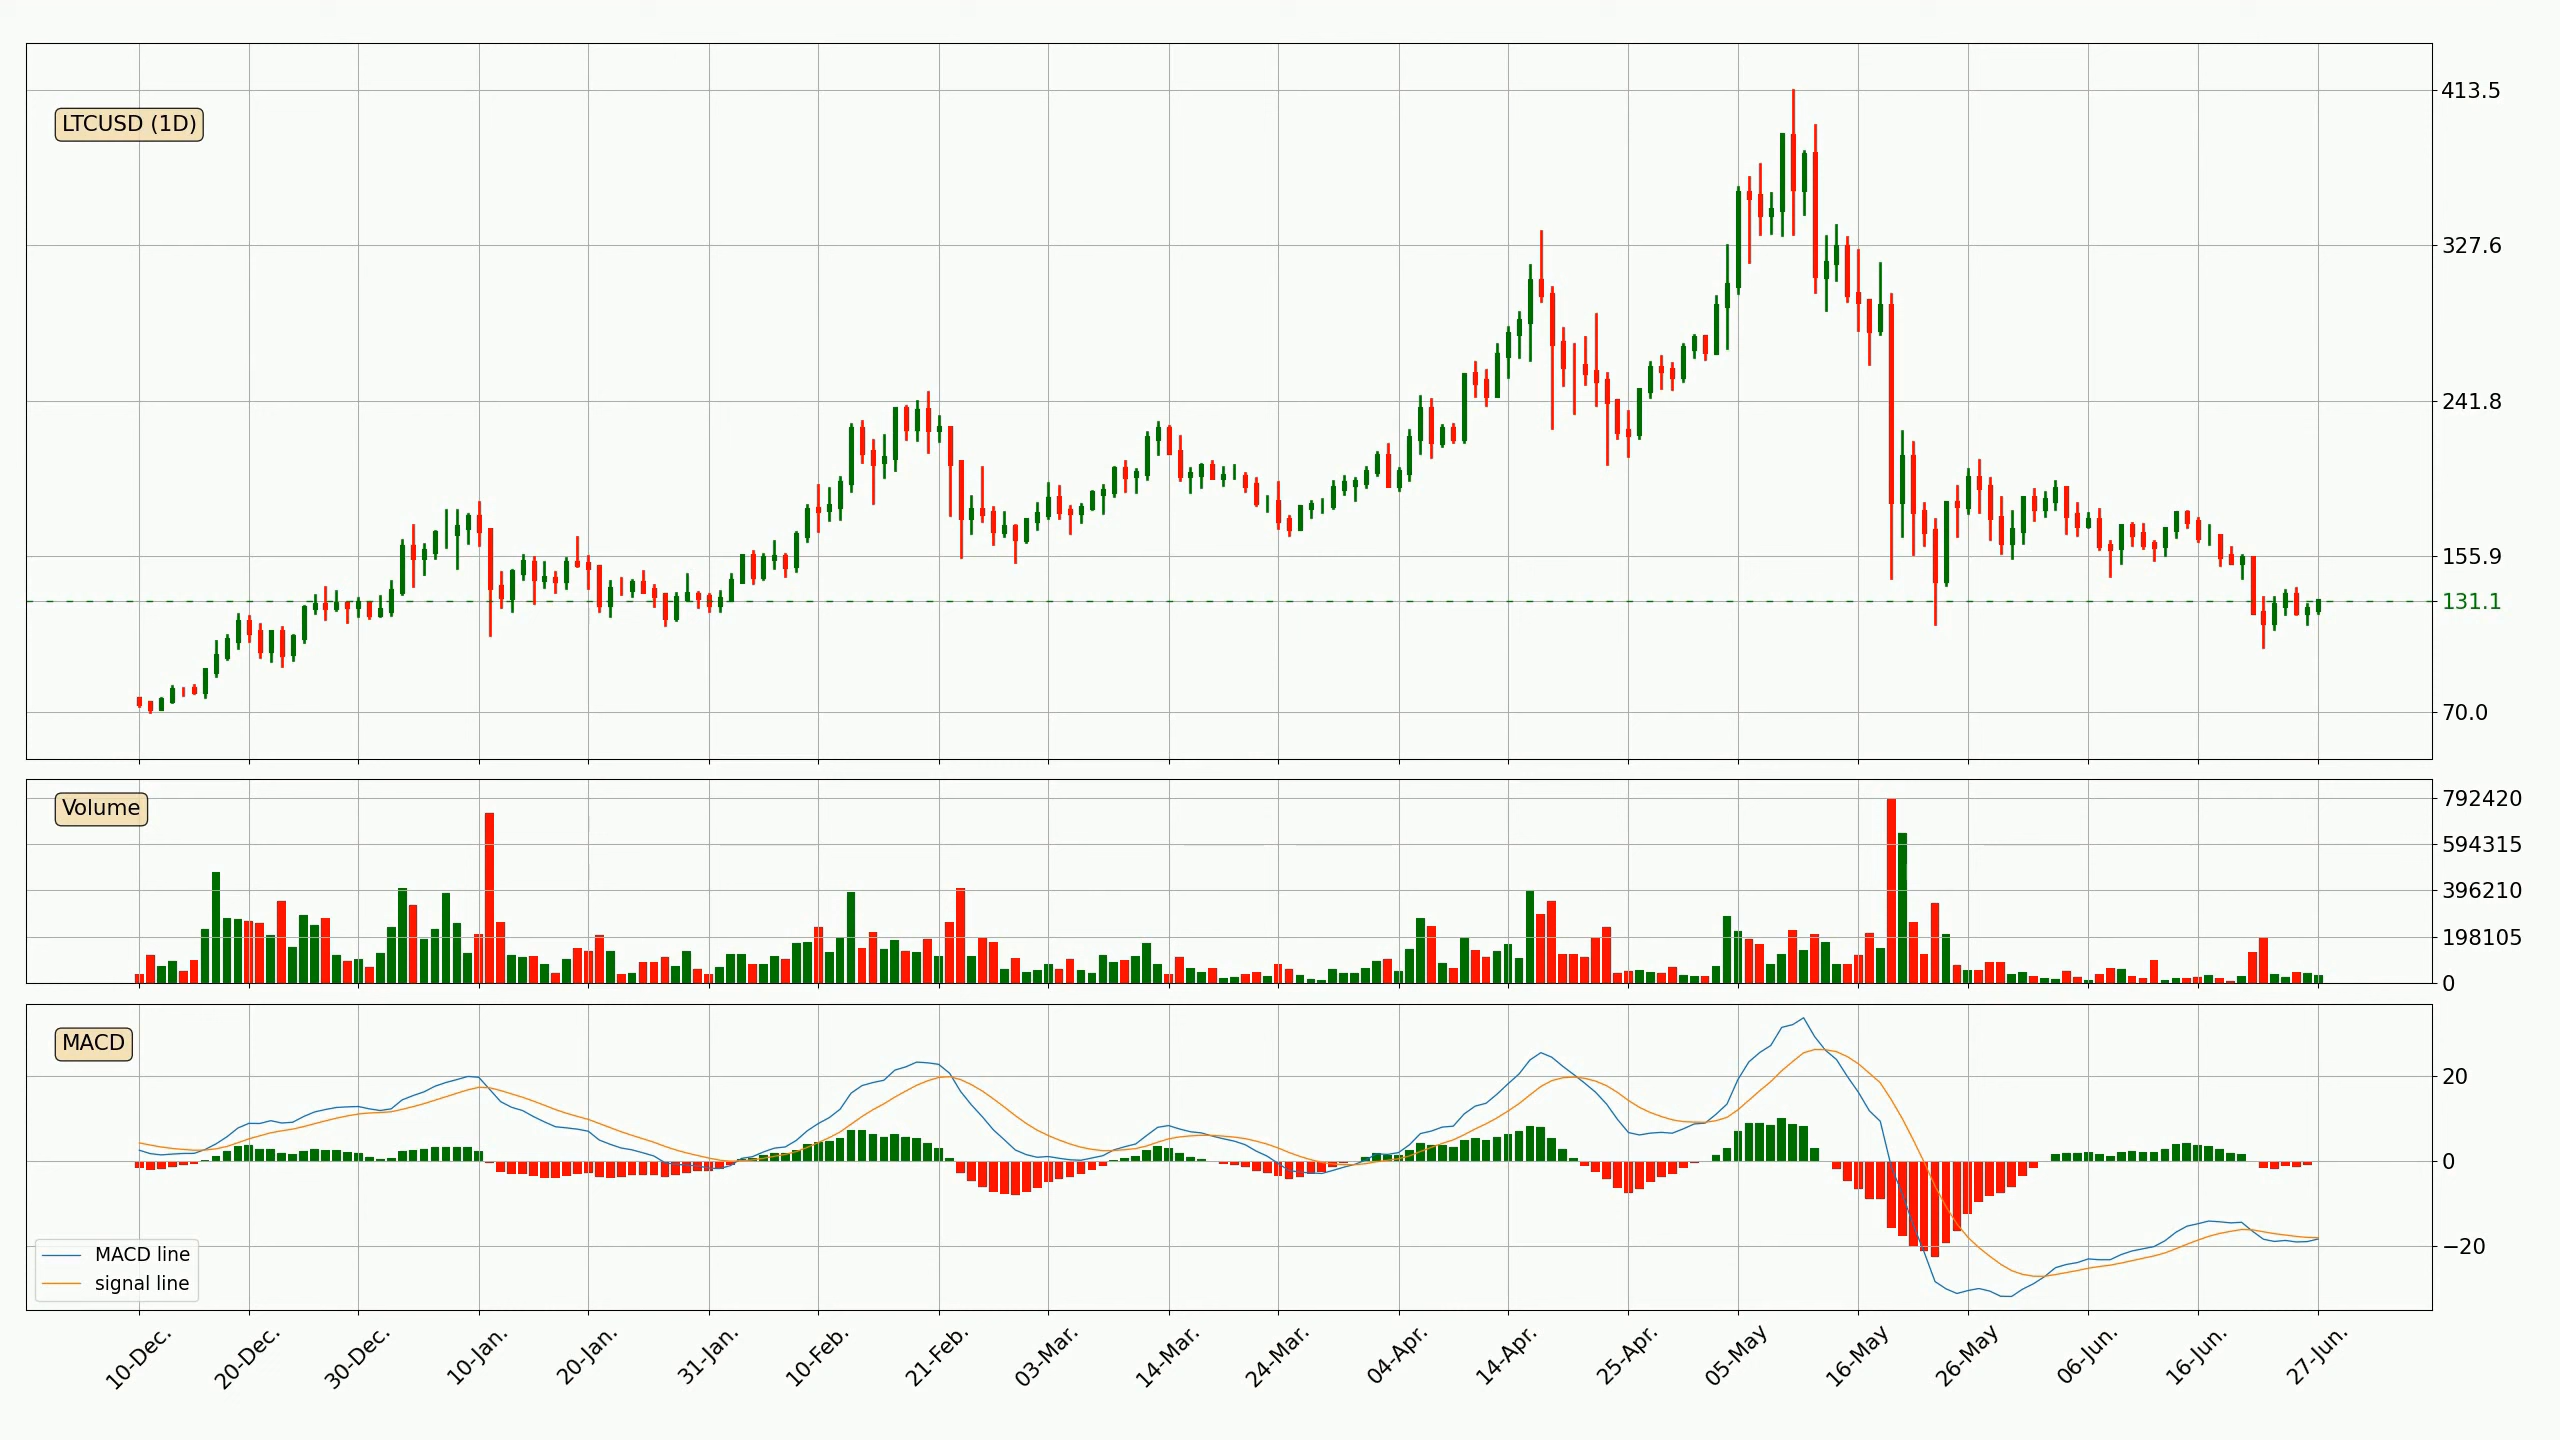 LTCUSD (1D)
413.5
327.6
241.8
155.9
131.1
70.0
Volume
792420
594315
396210
198105
0
MACD
20
0
−20
MACD line
signal line
10-Dec.
20-Dec.
30-Dec.
10-Jan.
20-Jan.
31-Jan.
10-Feb.
21-Feb.
03-Mar.
14-Mar.
24-Mar.
04-Apr.
14-Apr.
25-Apr.
05-May
16-May
26-May
06-Jun.
16-Jun.
27-Jun.